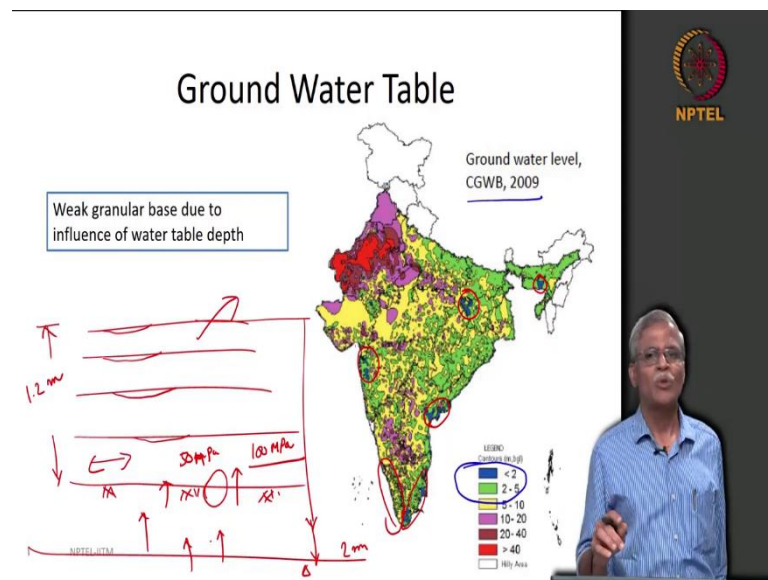 Ground Water Table
NPTEL
Ground water level,
CGWB, 2009
Weak granular base due to
influence of water table depth
1.2 m
50 MPa 100 MPa
2 m
NPTEL-IITM
LEGEND
Contours (m,bgl)
< 2
2 - 5
5 - 10
10 - 20
20 - 40
> 40
Hilly Area